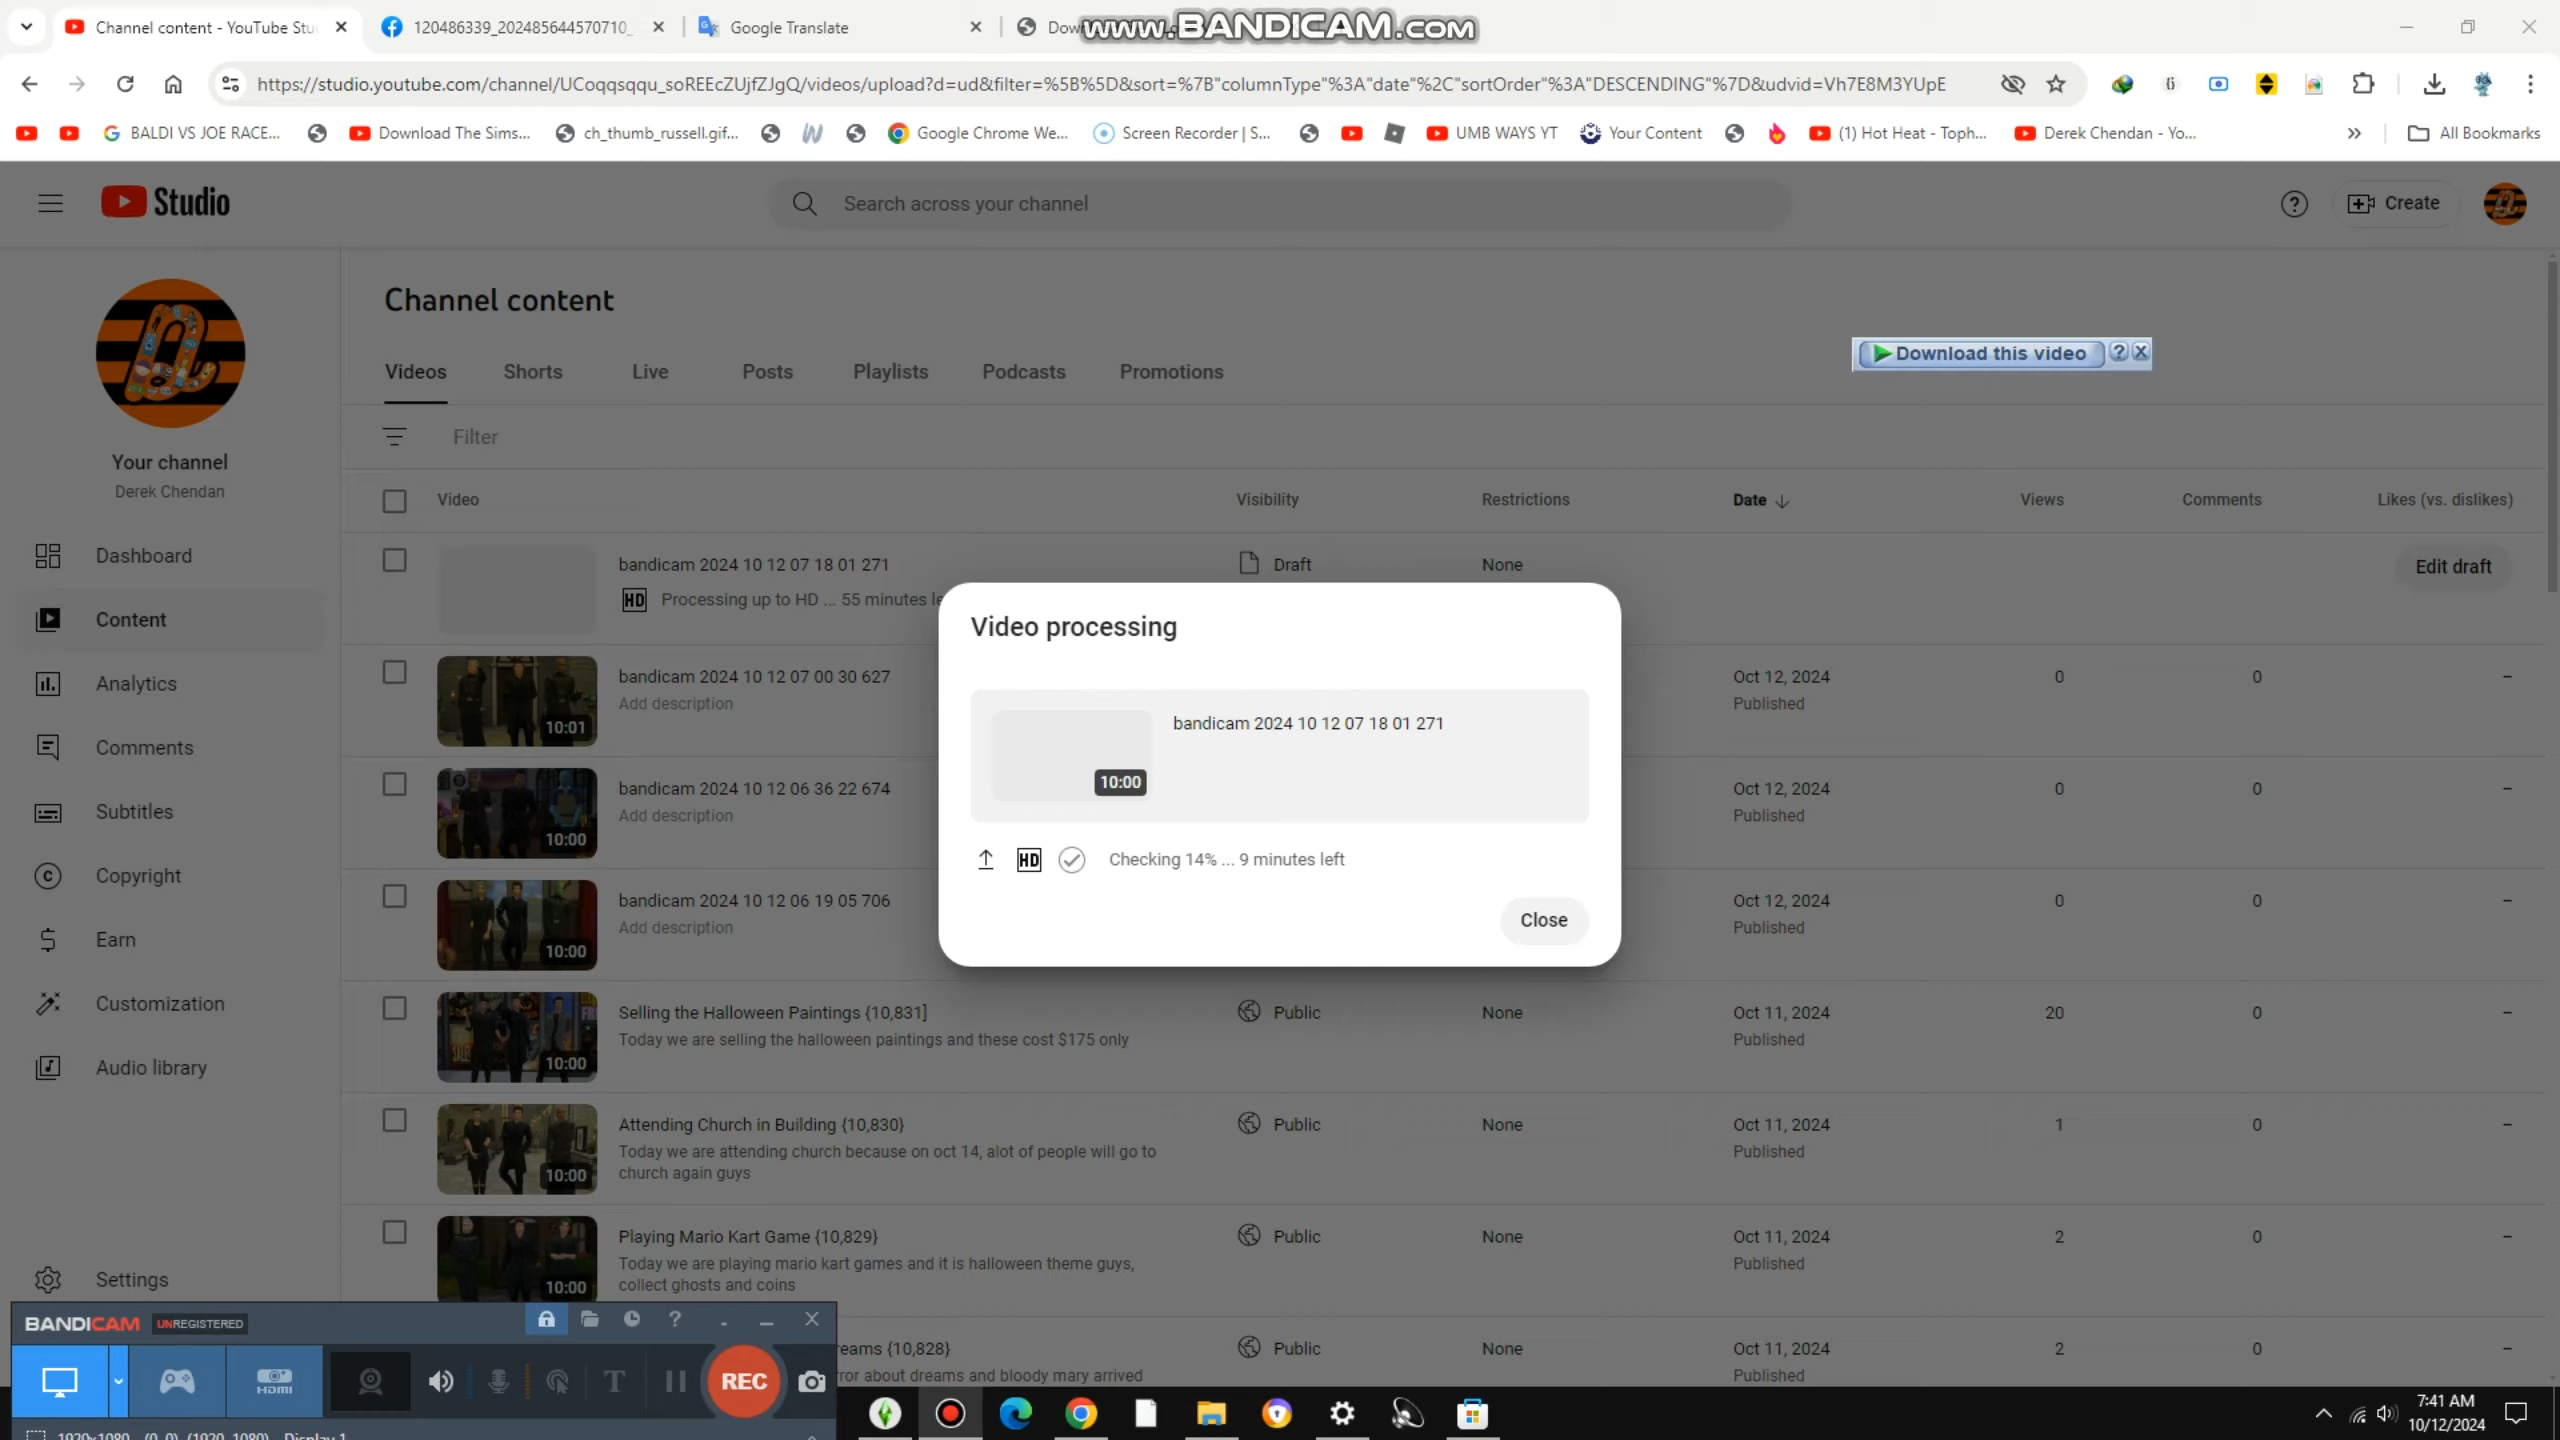 Channel content - YouTube Stu
120486339_202485644570710_
Google Translate
Dow
www.BANDICAM.com
https://studio.youtube.com/channel/UCoqqsqqu_soREEcZUjfZJgQ/videos/upload?d=ud&filter=%5B%5D&sort=%7B"columnType"%3A"date"%2C"sortOrder"%3A"DESCENDING"%7D&udvid=Vh7E8M3YUpE
BALDI VS JOE RACE...
Download The Sims...
ch_thumb_russell.gif...
Google Chrome We...
Screen Recorder | S...
UMB WAYS YT
Your Content
(1) Hot Heat - Toph...
Derek Chendan - Yo...
All Bookmarks
Studio
Search across your channel
Create
Channel content
Download this video
Videos Shorts Live Posts Playlists Podcasts Promotions
Filter
Your channel
Derek Chendan
Dashboard
Content
Analytics
Comments
Subtitles
Copyright
Earn
Customization
Audio library
Settings
Video Visibility Restrictions Date Views Comments Likes (vs. dislikes)
bandicam 2024 10 12 07 18 01 271 Draft None Edit draft
HD Processing up to HD ... 55 minutes le
bandicam 2024 10 12 07 00 30 627 Oct 12, 2024 0 0 –
Add description Published
10:01
bandicam 2024 10 12 06 36 22 674 Oct 12, 2024 0 0 –
Add description Published
10:00
bandicam 2024 10 12 06 19 05 706 Oct 12, 2024 0 0 –
Add description Published
10:00
Video processing
bandicam 2024 10 12 07 18 01 271
10:00
HD Checking 14% ... 9 minutes left
Close
Selling the Halloween Paintings {10,831] Public None Oct 11, 2024 20 0 –
Today we are selling the halloween paintings and these cost $175 only Published
10:00
Attending Church in Building {10,830} Public None Oct 11, 2024 1 0 –
Today we are attending church because on oct 14, alot of people will go to Published
church again guys
10:00
Playing Mario Kart Game {10,829} Public None Oct 11, 2024 2 0 –
Today we are playing mario kart games and it is halloween theme guys, Published
collect ghosts and coins
10:00
reams {10,828} Public None Oct 11, 2024 2 0 –
ror about dreams and bloody mary arrived Published
BANDICAM UNREGISTERED
HDMI
REC
1920x1080 (0, 0), (1920, 1080), Display 1
7:41 AM
10/12/2024